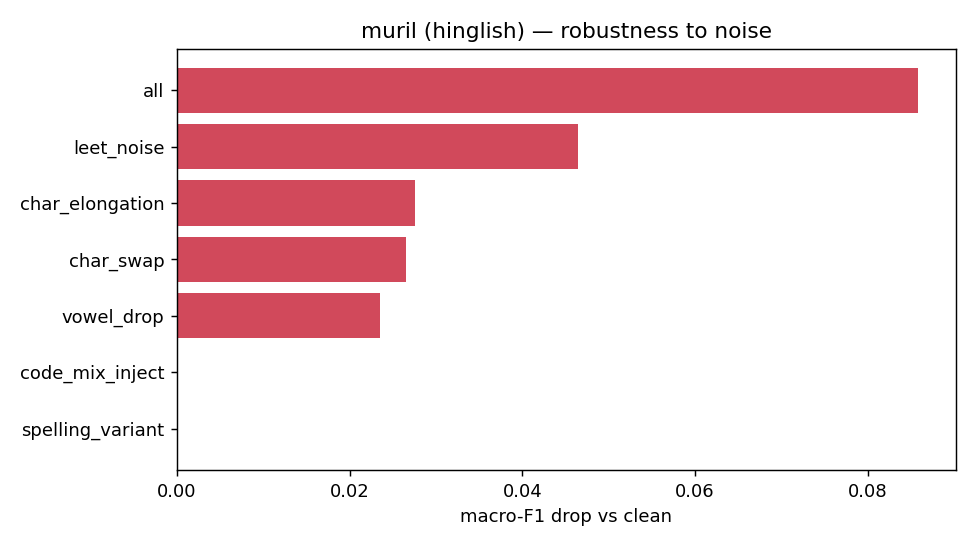 muril (hinglish) — robustness to noise
all
leet_noise
char_elongation
char_swap
vowel_drop
code_mix_inject
spelling_variant
0.00 0.02 0.04 0.06 0.08
macro-F1 drop vs clean